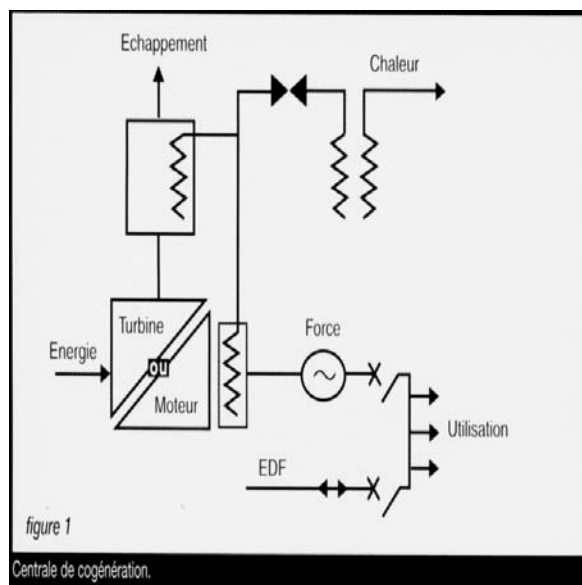 Echappement
Chaleur
Turbine
Energie
ou
Moteur
Force
Utilisation
EDF
figure 1
Centrale de cogénération.